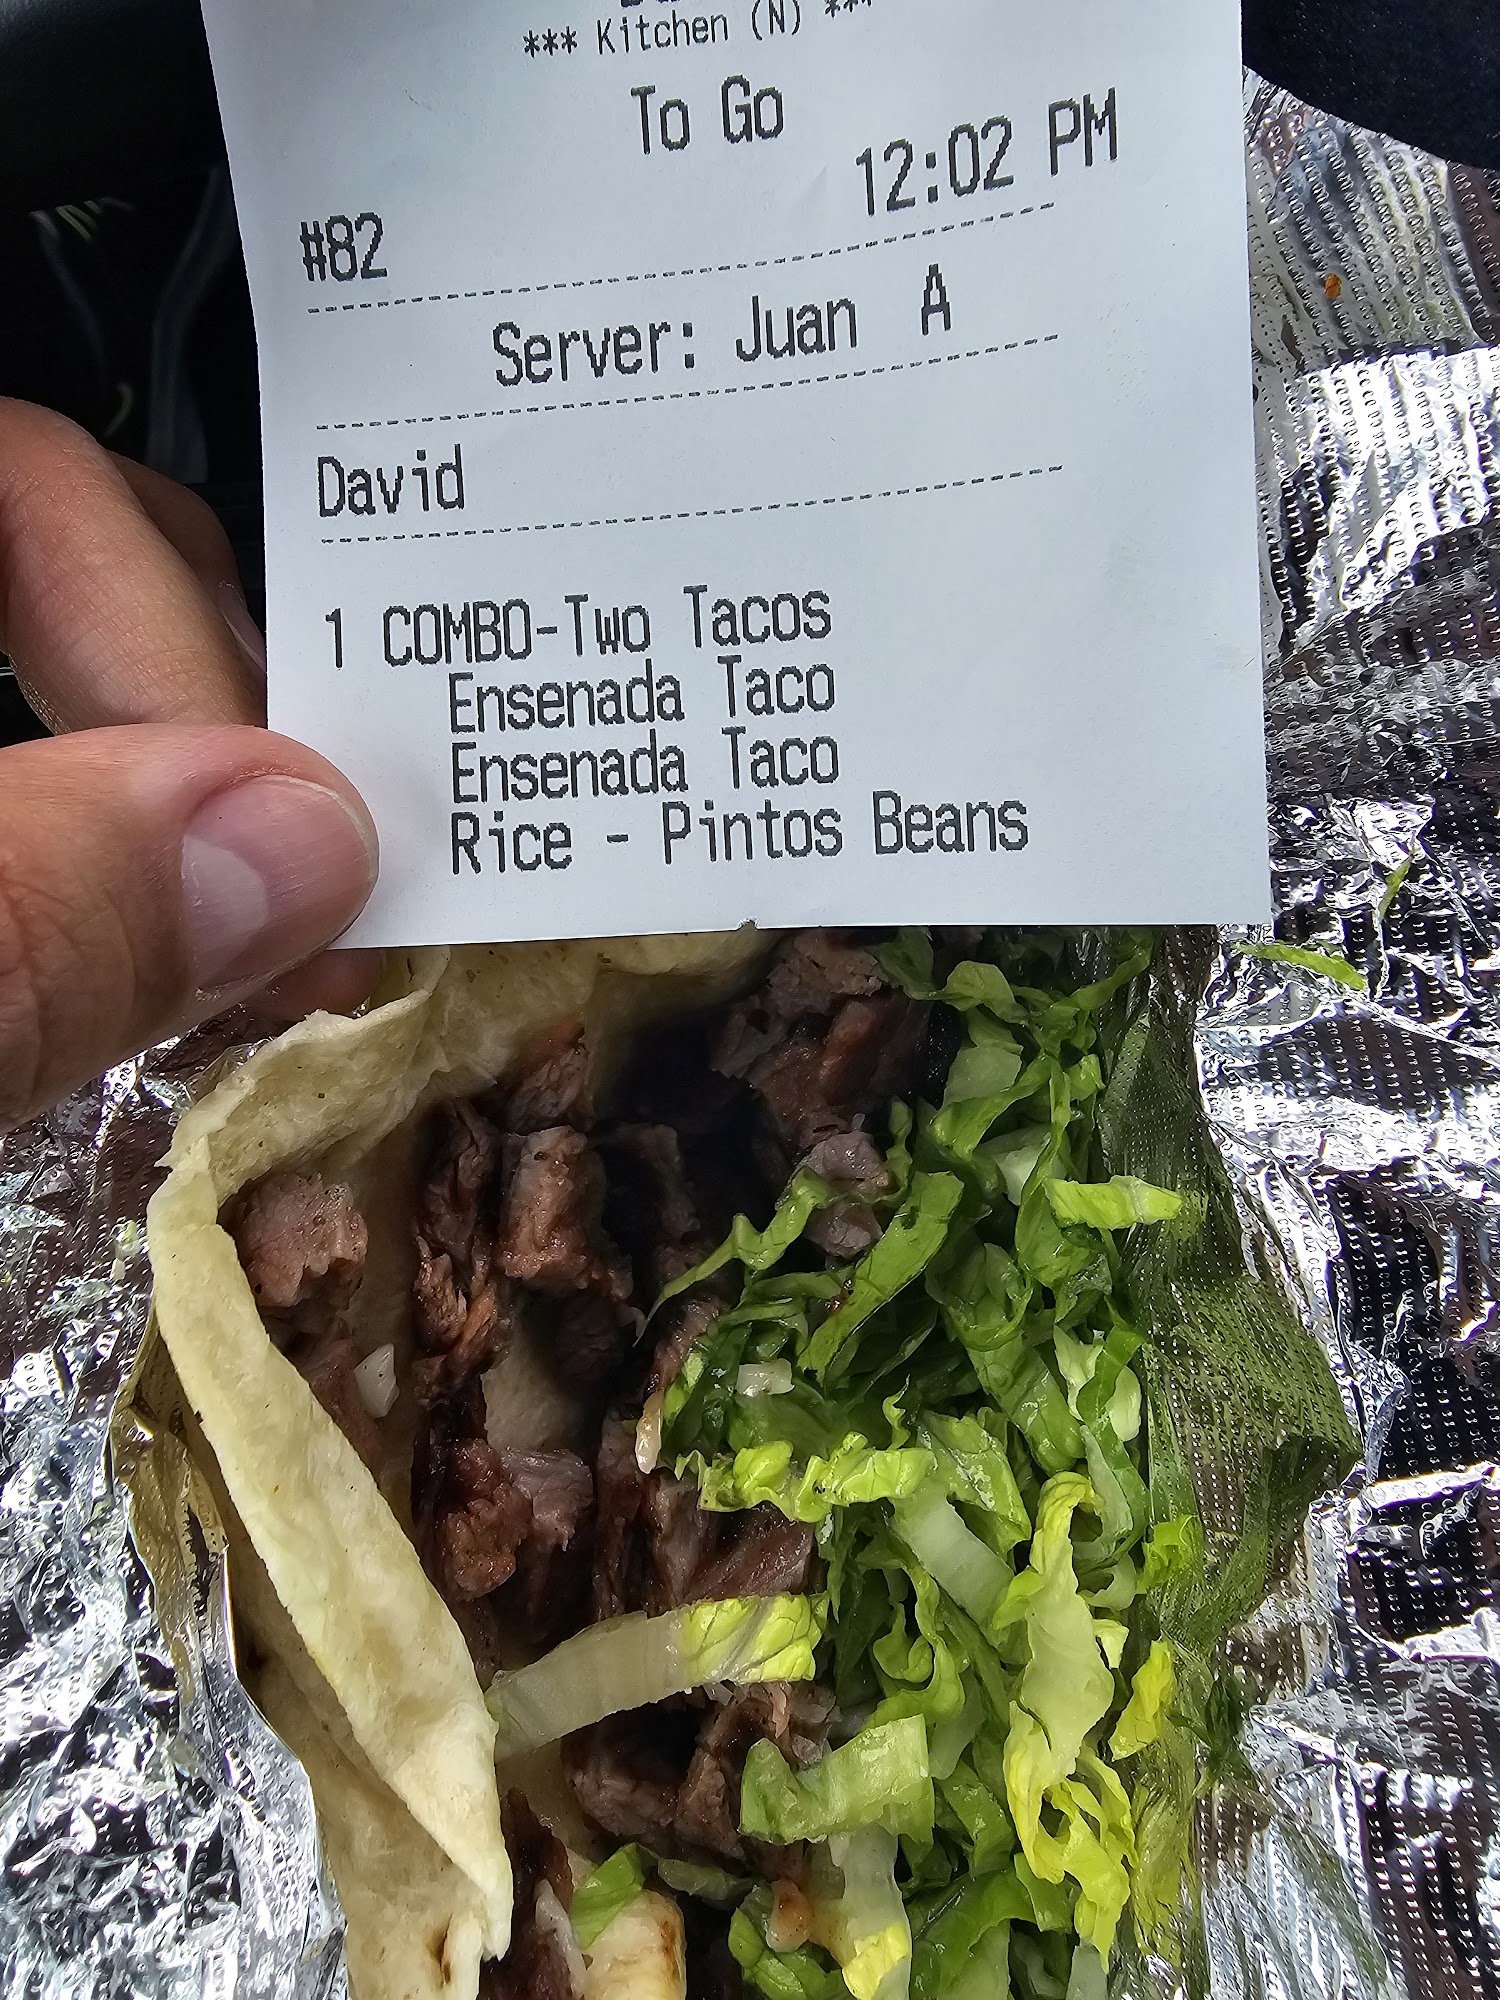 *** Kitchen (N) ***
To Go
12:02 PM
#82
Server: Juan A
David
1 COMBO-Two Tacos
Ensenada Taco
Ensenada Taco
Rice - Pintos Beans